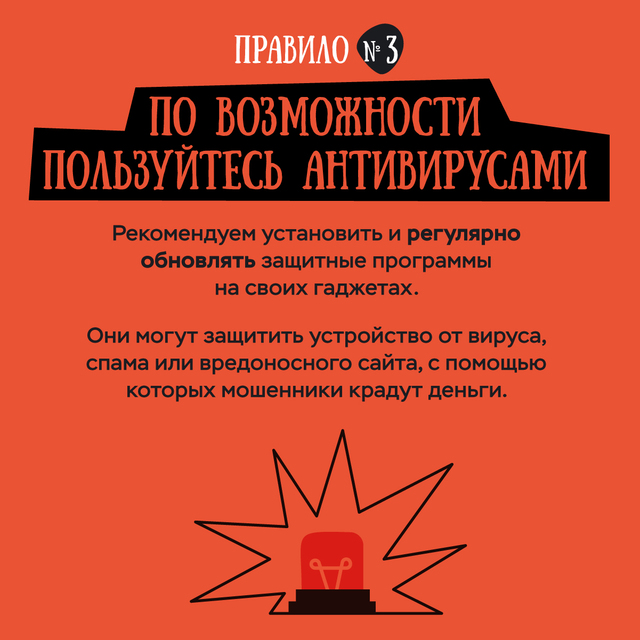 ПРАВИЛО № 3
ПО ВОЗМОЖНОСТИ
ПОЛЬЗУЙТЕСЬ АНТИВИРУСАМИ
Рекомендуем установить и регулярно
обновлять защитные программы
на своих гаджетах.
Они могут защитить устройство от вируса,
спама или вредоносного сайта, с помощью
которых мошенники крадут деньги.